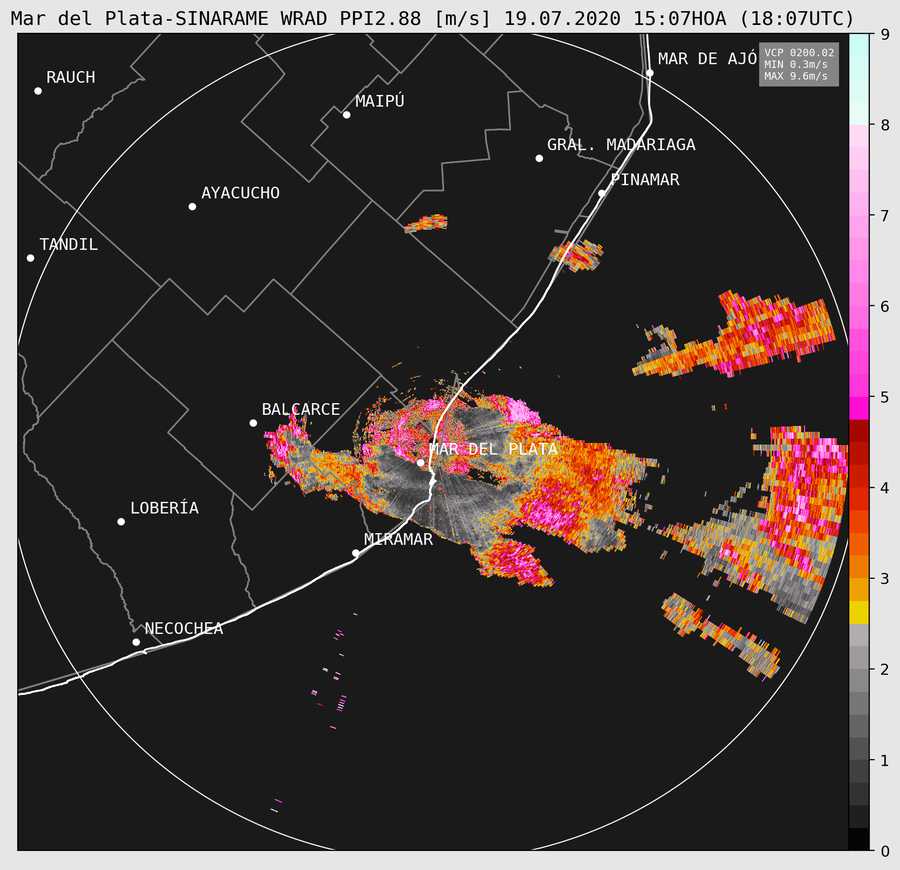 Mar del Plata-SINARAME WRAD PPI2.88 [m/s] 19.07.2020 15:07HOA (18:07UTC)
VCP 0200.02
MIN 0.3m/s
MAX 9.6m/s
MAR DE AJÓ
RAUCH
MAIPÚ
GRAL. MADARIAGA
PINAMAR
AYACUCHO
TANDIL
BALCARCE
MAR DEL PLATA
LOBERÍA
MIRAMAR
NECOCHEA
9
8
7
6
5
4
3
2
1
0